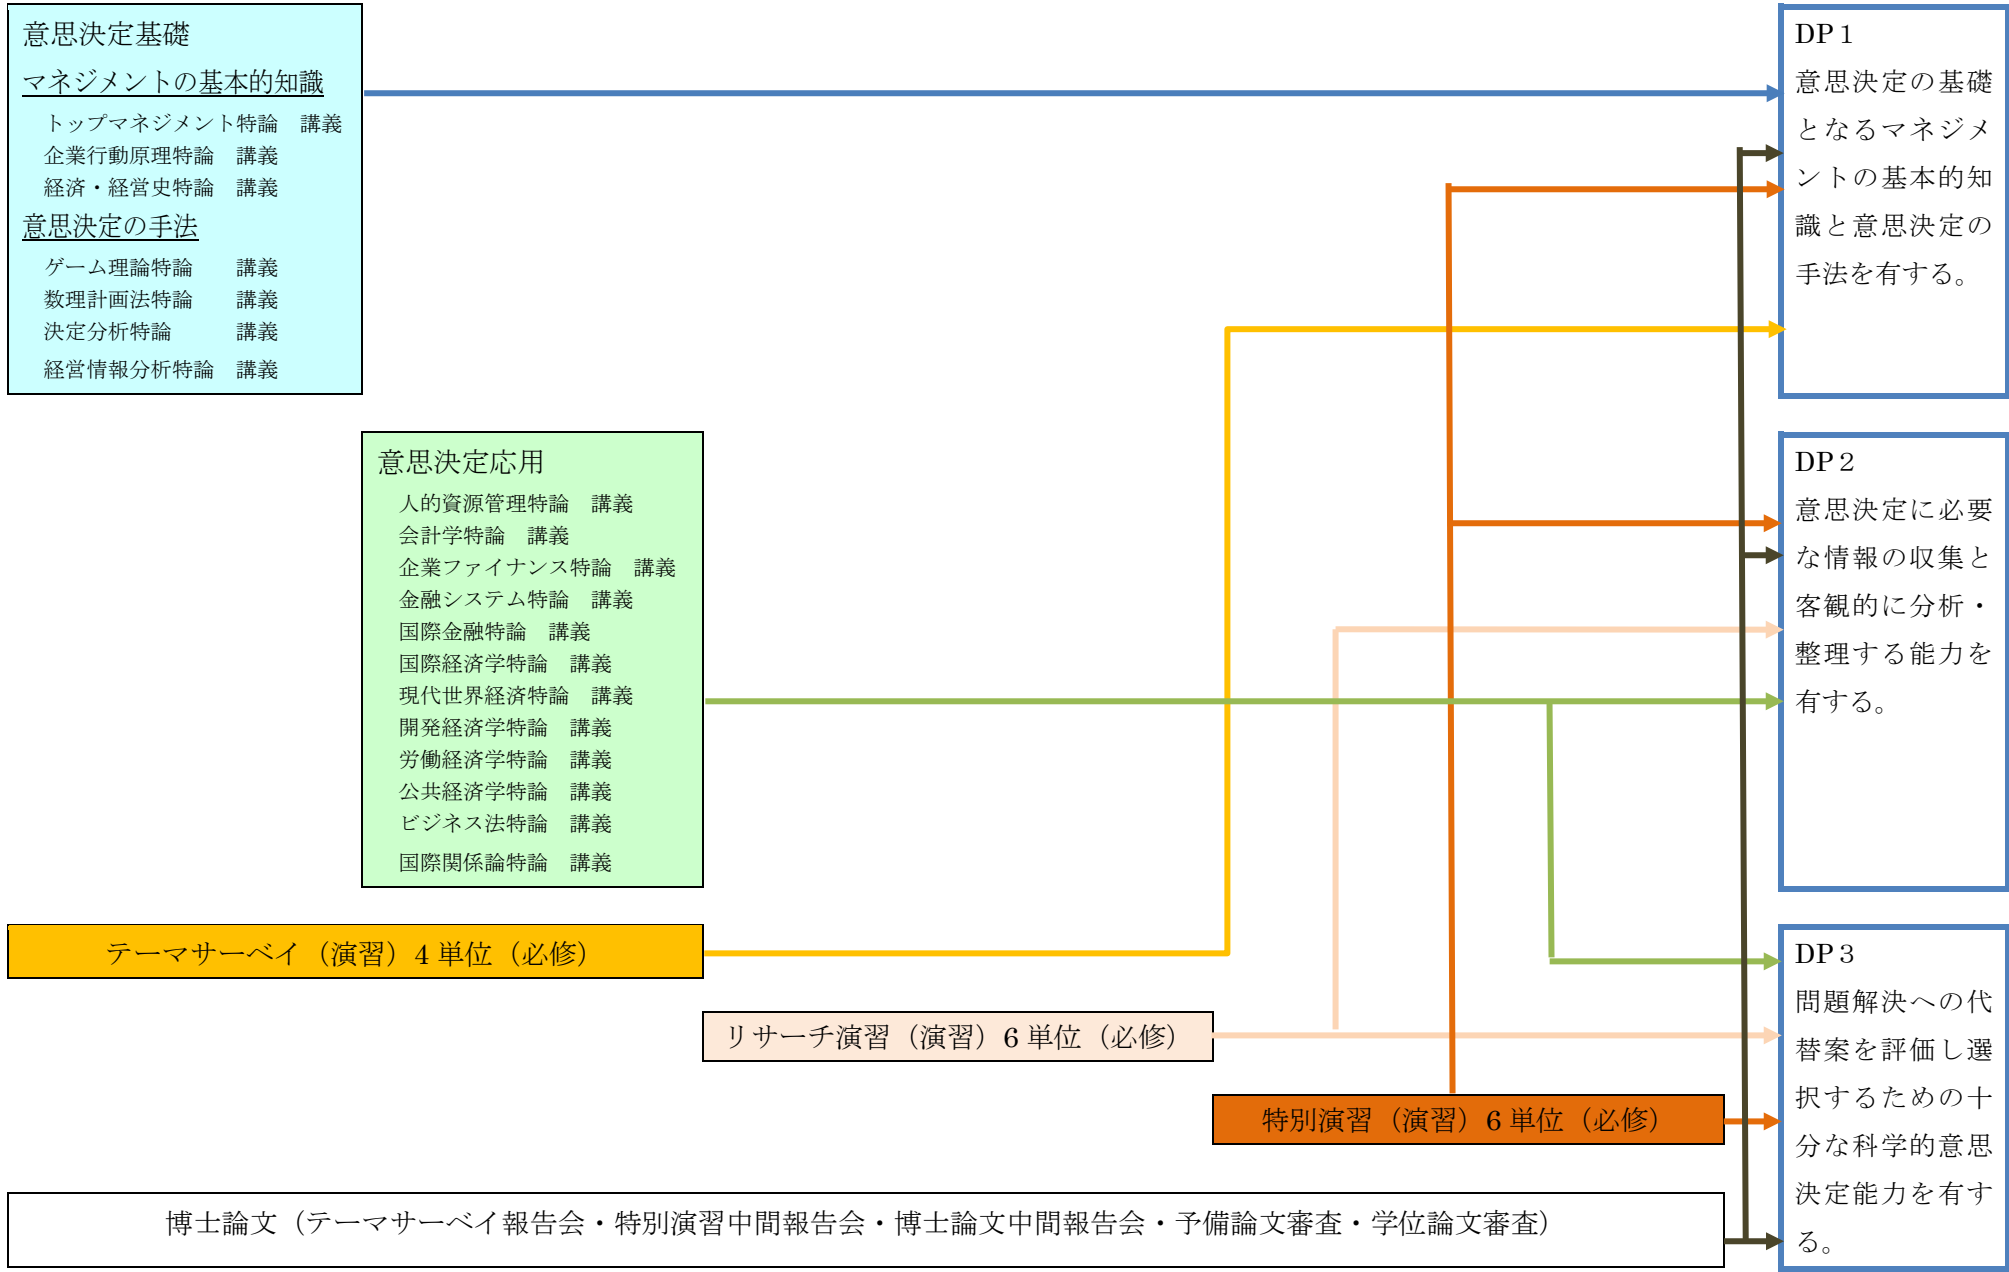 意思決定基礎
マネジメントの基本的知識
トップマネジメント特論　講義
企業行動原理特論　講義
経済・経営史特論　講義
意思決定の手法
ゲーム理論特論　　講義
数理計画法特論　　講義
決定分析特論　　　講義
経営情報分析特論　講義
意思決定応用
人的資源管理特論　講義
会計学特論　講義
企業ファイナンス特論　講義
金融システム特論　講義
国際金融特論　講義
国際経済学特論　講義
現代世界経済特論　講義
開発経済学特論　講義
労働経済学特論　講義
公共経済学特論　講義
ビジネス法特論　講義
国際関係論特論　講義
テーマサーベイ（演習）4 単位（必修）
リサーチ演習（演習）6 単位（必修）
特別演習（演習）6 単位（必修）
博士論文（テーマサーベイ報告会・特別演習中間報告会・博士論文中間報告会・予備論文審査・学位論文審査）
DP１
意思決定の基礎
となるマネジメ
ントの基本的知
識と意思決定の
手法を有する。
DP２
意思決定に必要
な情報の収集と
客観的に分析・
整理する能力を
有する。
DP３
問題解決への代
替案を評価し選
択するための十
分な科学的意思
決定能力を有す
る。